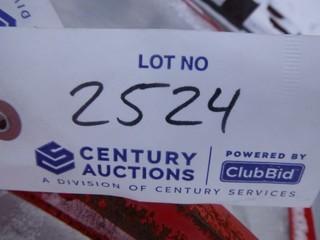 LOT NO
2524
CENTURY AUCTIONS
POWERED BY
ClubBid
A DIVISION OF CENTURY SERVICES